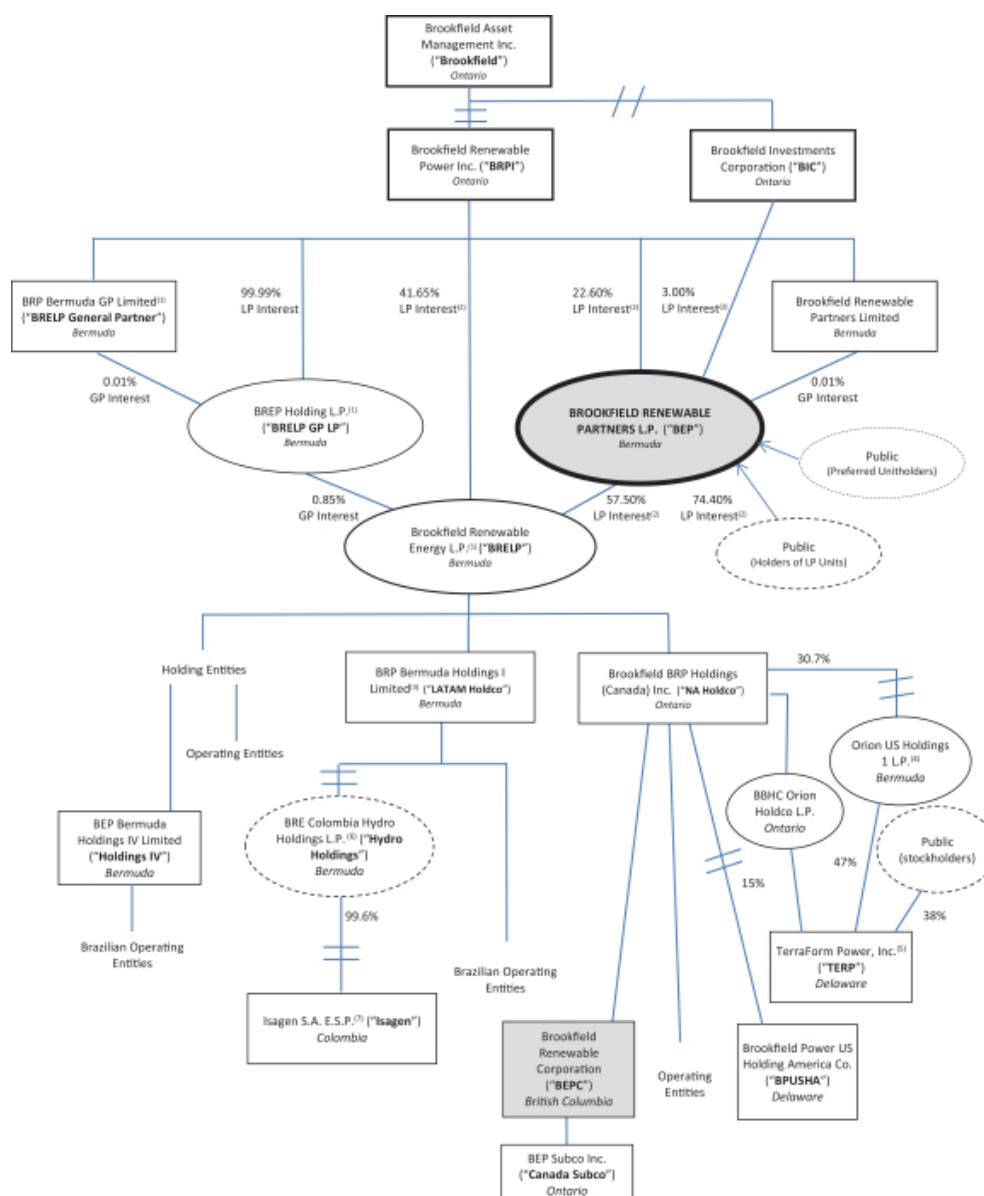 Brookfield Asset
Management Inc.
("Brookfield")
Ontario
Brookfield Renewable
Power Inc. ("BRPI")
Ontario
Brookfield Investments
Corporation ("BIC")
Ontario
BRP Bermuda GP Limited(1)
("BRELP General Partner")
Bermuda
99.99%
LP Interest
41.65%
LP Interest(2)
22.60%
LP Interest(2)
3.00%
LP Interest(2)
Brookfield Renewable
Partners Limited
Bermuda
0.01%
GP Interest
BREP Holding L.P.(1)
("BRELP GP LP")
Bermuda
BROOKFIELD RENEWABLE
PARTNERS L.P. ("BEP")
Bermuda
0.01%
GP Interest
Public
(Preferred Unitholders)
0.85%
GP Interest
57.50%
LP Interest(2)
74.40%
LP Interest(2)
Brookfield Renewable
Energy L.P.(1) ("BRELP")
Bermuda
Public
(Holders of LP Units)
Holding Entities
Operating Entities
BRP Bermuda Holdings I
Limited(3) ("LATAM Holdco")
Bermuda
Brookfield BRP Holdings
(Canada) Inc. ("NA Holdco")
Ontario
30.7%
Orion US Holdings
1 L.P.(4)
Bermuda
BBHC Orion
Holdco L.P.
Ontario
Public
(stockholders)
BEP Bermuda
Holdings IV Limited
("Holdings IV")
Bermuda
BRE Colombia Hydro
Holdings L.P.(6) ("Hydro
Holdings")
Bermuda
15%
47%
38%
99.6%
Brazilian Operating
Entities
Brazilian Operating
Entities
TerraForm Power, Inc.(5)
("TERP")
Delaware
Isagen S.A. E.S.P.(7) ("Isagen")
Colombia
Brookfield
Renewable
Corporation
("BEPC")
British Columbia
Operating
Entities
Brookfield Power US
Holding America Co.
("BPUSHA")
Delaware
BEP Subco Inc.
("Canada Subco")
Ontario